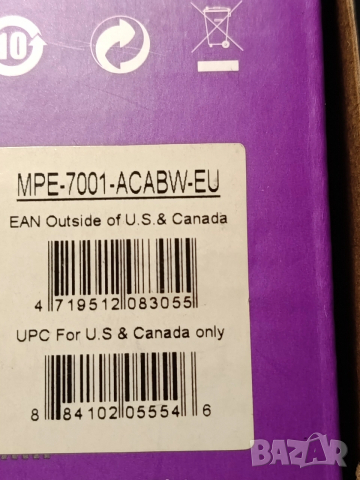 10
MPE-7001-ACABW-EU
EAN Outside of U.S.& Canada
4 719512 083055
UPC For U.S & Canada only
8 84102 05554 6
BAZAR